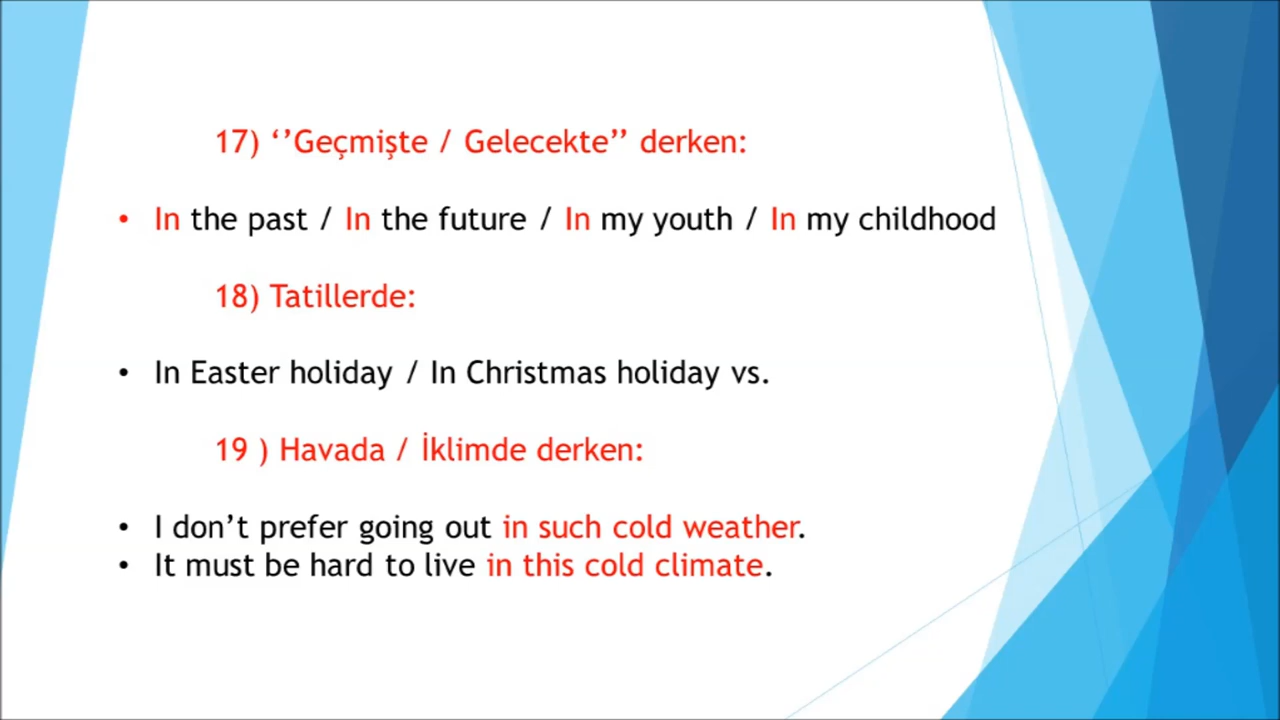 17) ‘’Geçmişte / Gelecekte’’ derken:
• In the past / In the future / In my youth / In my childhood
18) Tatillerde:
• In Easter holiday / In Christmas holiday vs.
19 ) Havada / İklimde derken:
• I don’t prefer going out in such cold weather.
• It must be hard to live in this cold climate.